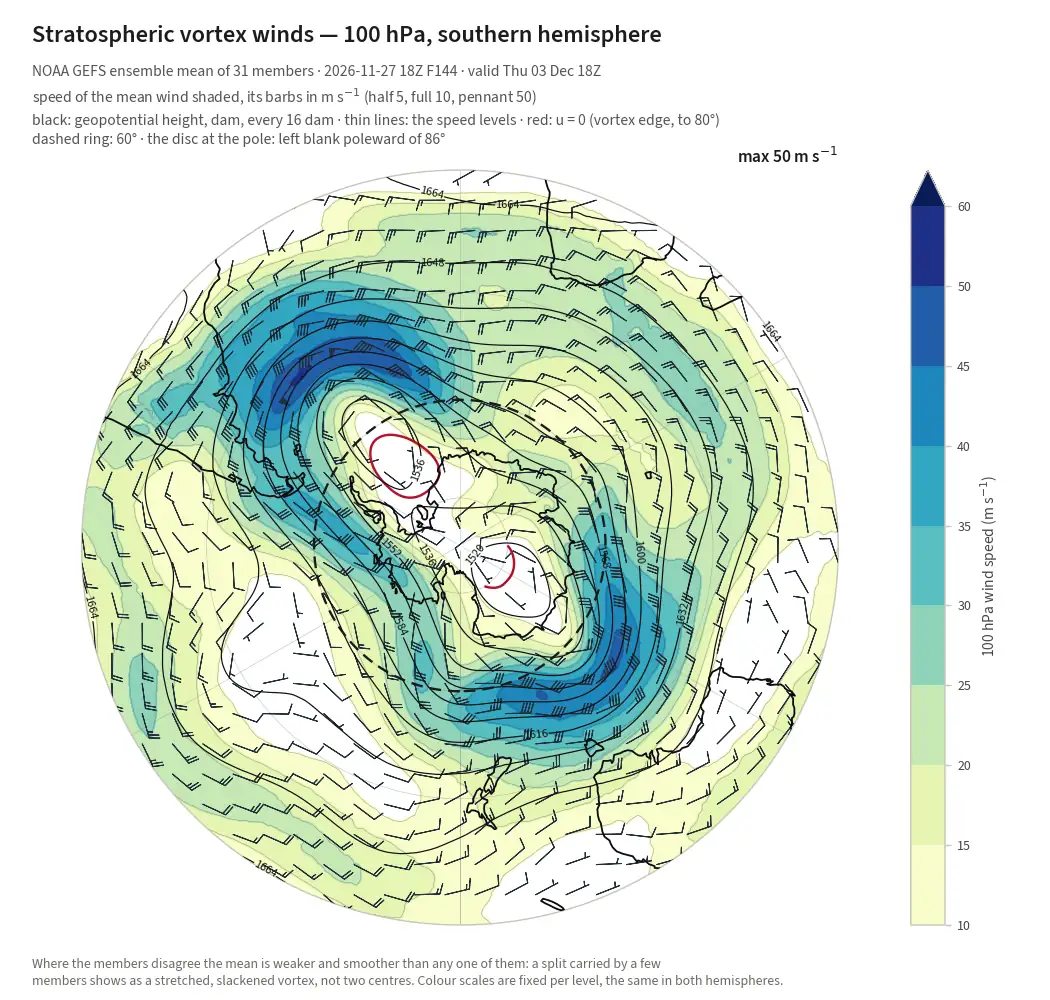 Stratospheric vortex winds — 100 hPa, southern hemisphere
NOAA GEFS ensemble mean of 31 members · 2026-11-27 18Z F144 · valid Thu 03 Dec 18Z
speed of the mean wind shaded, its barbs in m s⁻¹ (half 5, full 10, pennant 50)
black: geopotential height, dam, every 16 dam · thin lines: the speed levels · red: u = 0 (vortex edge, to 80°)
dashed ring: 60° · the disc at the pole: left blank poleward of 86°
max 50 m s⁻¹
1664
1664
1648
1664
1664
1536
1552
1536
1528
1568
1600
1584
1632
1664
1616
1664
60
50
45
40
35
30
25
20
15
10
100 hPa wind speed (m s⁻¹)
Where the members disagree the mean is weaker and smoother than any one of them: a split carried by a few
members shows as a stretched, slackened vortex, not two centres. Colour scales are fixed per level, the same in both hemispheres.